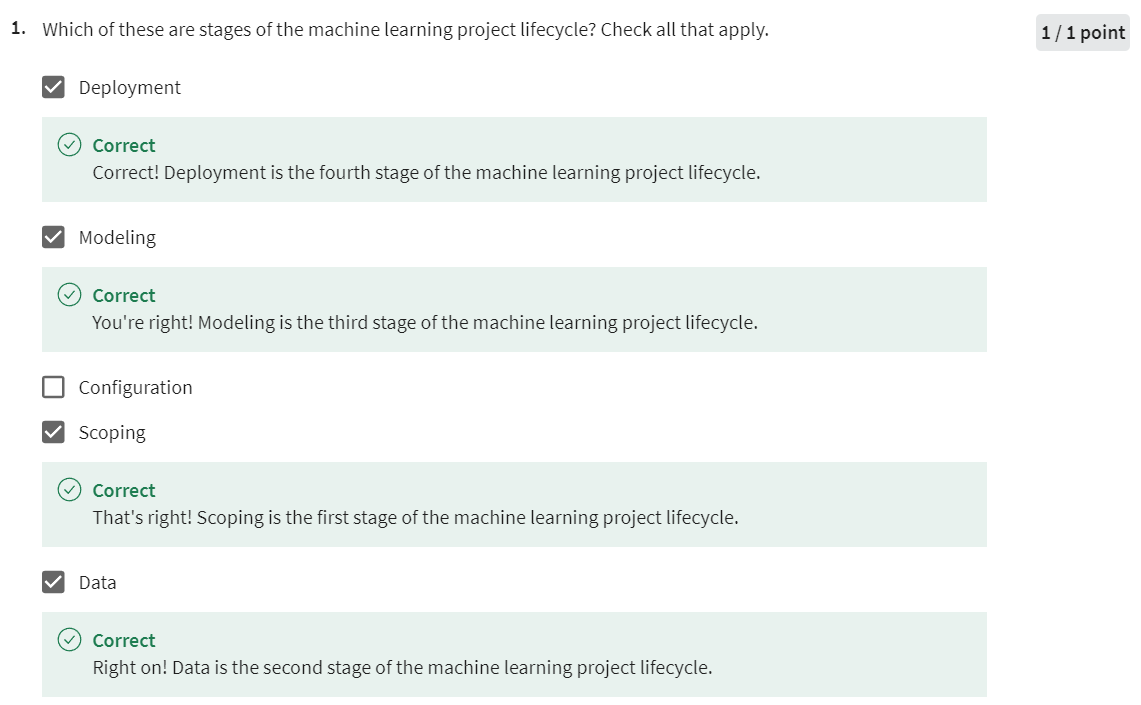 1. Which of these are stages of the machine learning project lifecycle? Check all that apply.
1 / 1 point
Deployment
Correct
Correct! Deployment is the fourth stage of the machine learning project lifecycle.
Modeling
Correct
You're right! Modeling is the third stage of the machine learning project lifecycle.
Configuration
Scoping
Correct
That's right! Scoping is the first stage of the machine learning project lifecycle.
Data
Correct
Right on! Data is the second stage of the machine learning project lifecycle.